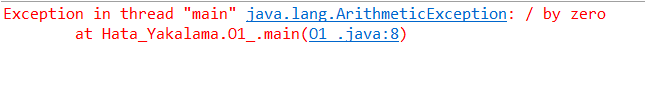 Exception in thread "main" java.lang.ArithmeticException: / by zero
at Hata_Yakalama.O1_.main(O1_.java:8)